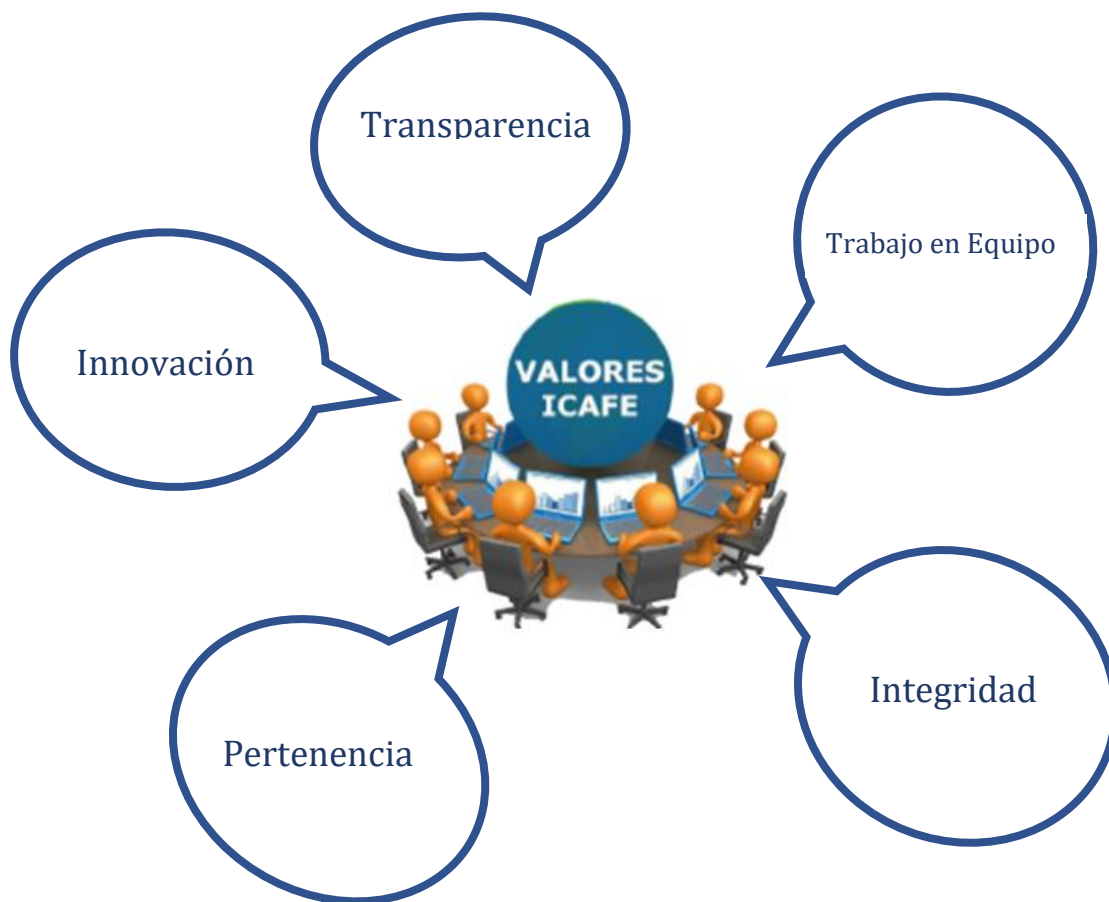 Transparencia
Trabajo en Equipo
Innovación
VALORES
ICAFE
Integridad
Pertenencia